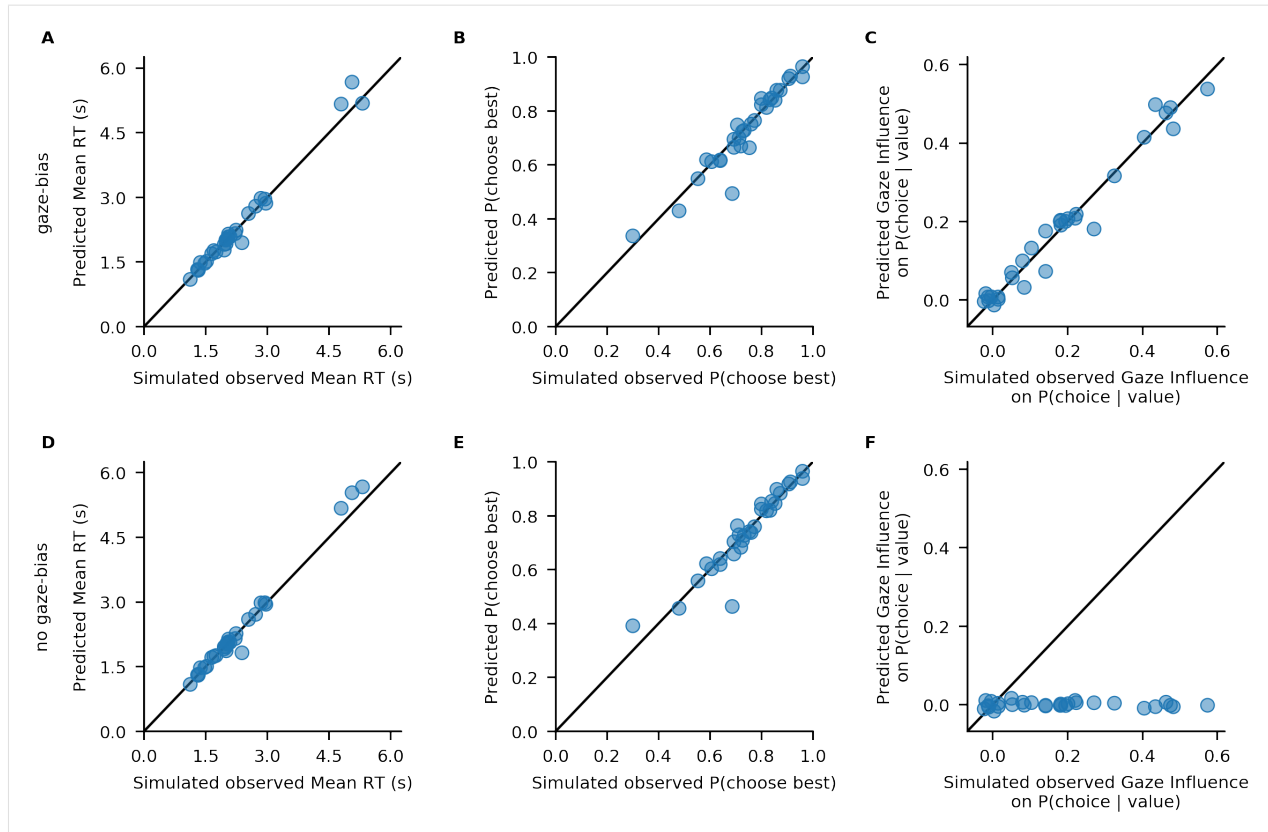 A
B
C
gaze-bias
Predicted Mean RT (s)
6.0
4.5
3.0
1.5
0.0
0.0 1.5 3.0 4.5 6.0
Simulated observed Mean RT (s)
Predicted P(choose best)
1.0
0.8
0.6
0.4
0.2
0.0
0.0 0.2 0.4 0.6 0.8 1.0
Simulated observed P(choose best)
Predicted Gaze Influence
on P(choice | value)
0.6
0.4
0.2
0.0
0.0 0.2 0.4 0.6
Simulated observed Gaze Influence
on P(choice | value)
D
E
F
no gaze-bias
Predicted Mean RT (s)
6.0
4.5
3.0
1.5
0.0
0.0 1.5 3.0 4.5 6.0
Simulated observed Mean RT (s)
Predicted P(choose best)
1.0
0.8
0.6
0.4
0.2
0.0
0.0 0.2 0.4 0.6 0.8 1.0
Simulated observed P(choose best)
Predicted Gaze Influence
on P(choice | value)
0.6
0.4
0.2
0.0
0.0 0.2 0.4 0.6
Simulated observed Gaze Influence
on P(choice | value)